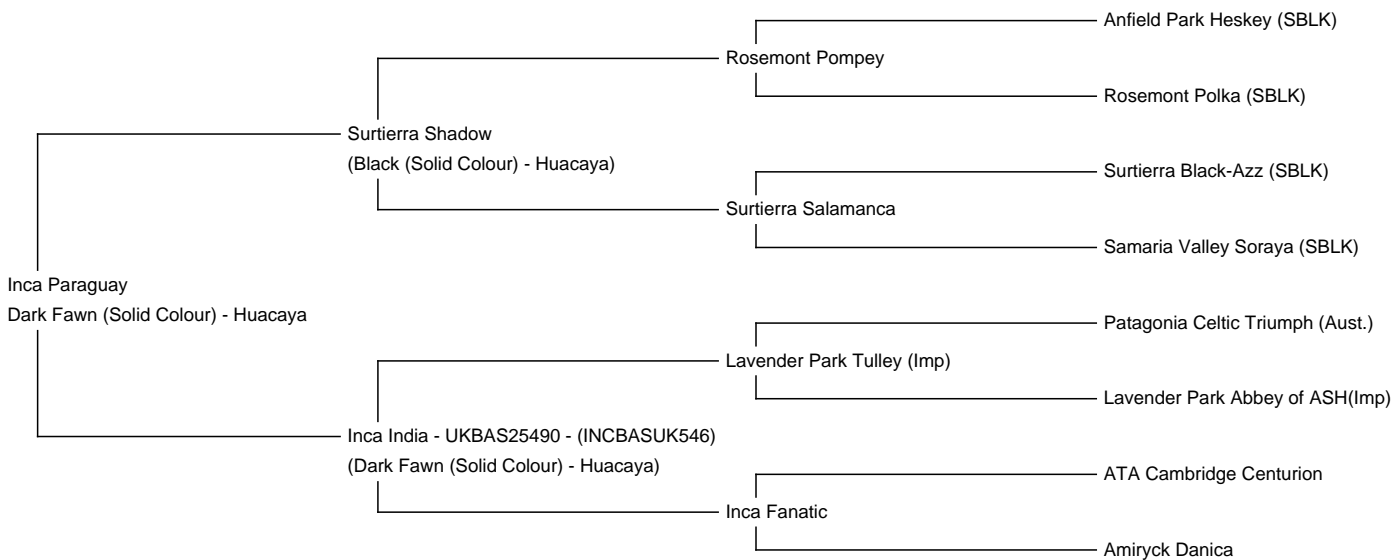 Anfield Park Heskey (SBLK)
Rosemont Pompey
Rosemont Polka (SBLK)
Surtierra Shadow
(Black (Solid Colour) - Huacaya)
Surtierra Black-Azz (SBLK)
Surtierra Salamanca
Samaria Valley Soraya (SBLK)
Inca Paraguay
Dark Fawn (Solid Colour) - Huacaya
Patagonia Celtic Triumph (Aust.)
Lavender Park Tulley (Imp)
Lavender Park Abbey of ASH(Imp)
Inca India - UKBAS25490 - (INCBASUK546)
(Dark Fawn (Solid Colour) - Huacaya)
ATA Cambridge Centurion
Inca Fanatic
Amiryck Danica